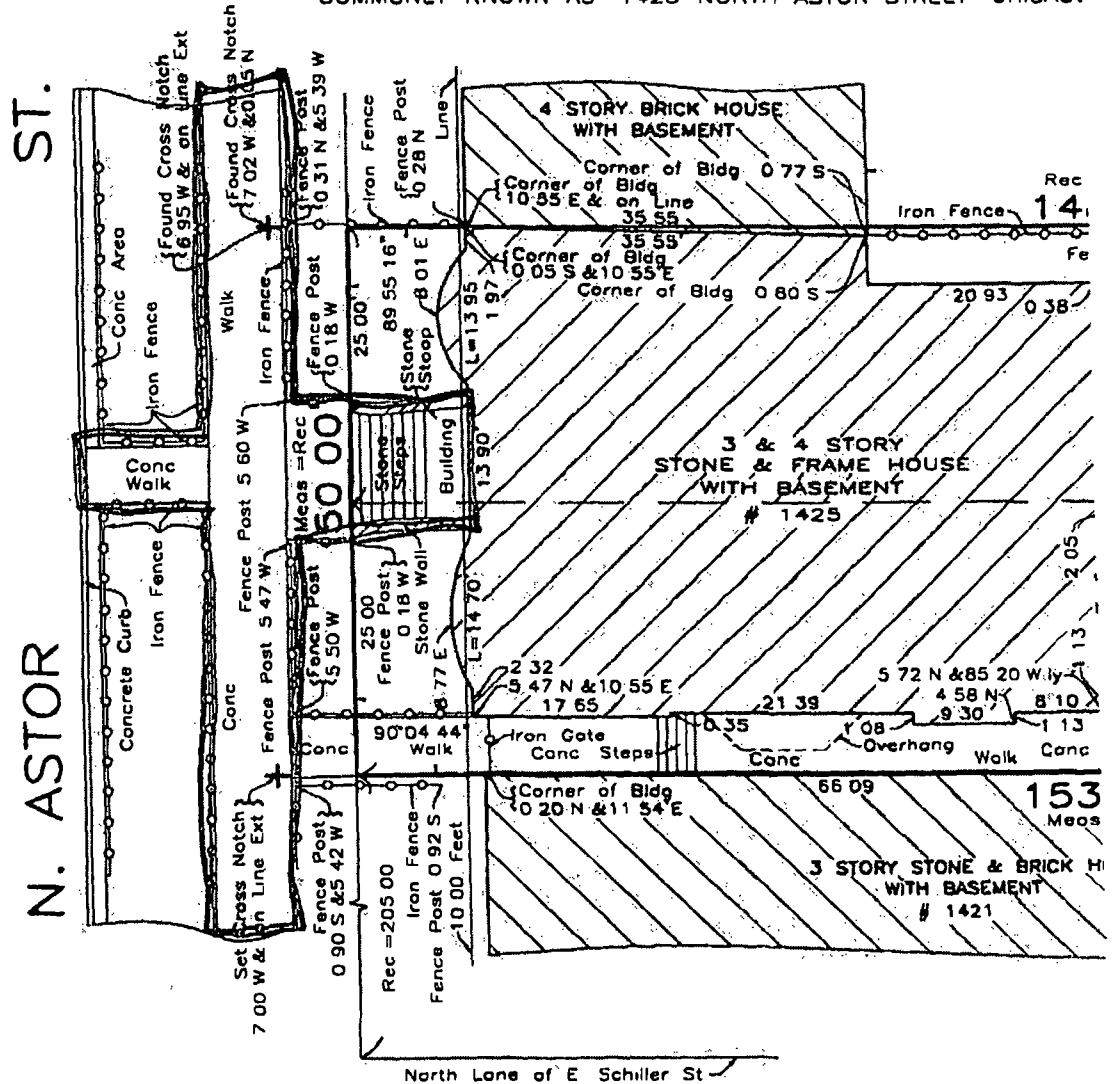 COMMONLY KNOWN AS 1425 NORTH ASTOR STREET CHICAG
N. ASTOR ST.
Found Cross Notch
6 95 W & on Line Ext
Found Cross Notch
7 02 W & 0.05 N
Conc Area
Iron Fence
Walk
Iron Fence
Fence Post
0 31 N & 5 39 W
Iron Fence
Fence Post
0 28 N
Line
4 STORY BRICK HOUSE
WITH BASEMENT
Corner of Bldg 0 77 S
Corner of Bldg
10 55 E & on Line
35 55
35 55'
Corner of Bldg
0 05 S & 10 55 E
Corner of Bldg 0 80 S
Rec
14
Iron Fence
Fe
20 93
0 38
Fence Post
0 18 W
25 00'
89 55 16"
8 01 E
L=13 95
1 97
Stone
Stoop
Conc
Walk
Fence Post 5 60 W
Meas =Rec
50 00
Stone
Steps
Building
13 90
3 & 4 STORY
STONE & FRAME HOUSE
WITH BASEMENT
# 1425
2 05
Concrete Curb
Iron Fence
Conc
Fence Post 5 47 W
Fence Post
5 50 W
25 00
Fence Post
0 18 W
Stone Wall
8 77 E
L=14 70
2 32
5 47 N & 10 55 E
17 65
21 39
5 72 N & 85 20 W ly
4 58 N
9 30
8 10
1 13
1 13
0 35
1 08
Overhang
Set Cross Notch
7 00 W & on Line Ext
Conc
90 04 44"
Walk
Iron Gate
Conc Steps
Conc
Walk
Conc
Corner of Bldg
0 20 N & 11 54 E
66 09
153
Meas
Fence Post
0 90 S & 5 42 W
Rec =205 00
Iron Fence
Fence Post 0 92 S
10 00 Feet
3 STORY STONE & BRICK H
WITH BASEMENT
# 1421
North Lane of E Schiller St